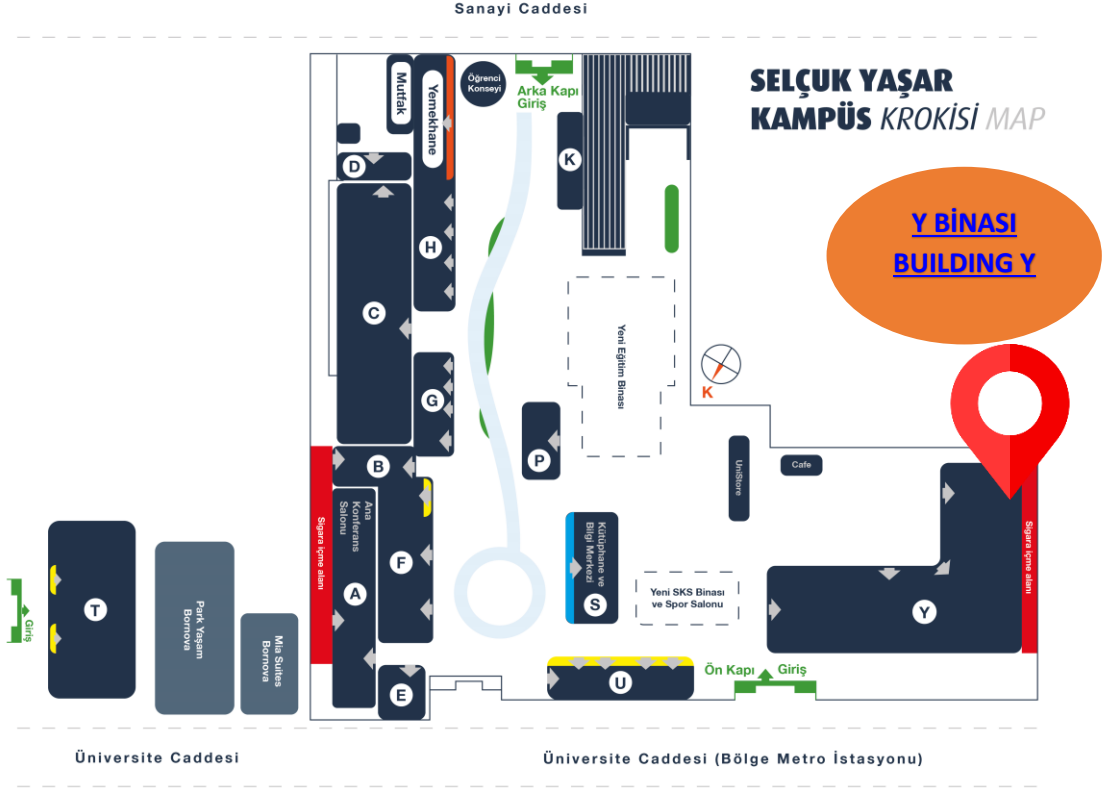 Sanayi Caddesi
SELÇUK YAŞAR
KAMPÜS KROKİSİ MAP
Mutfak
Yemekhane
Öğrenci
Konseyi
Arka Kapı
Giriş
K
D
H
C
Y BİNASI
BUILDING Y
Yeni Eğitim Binası
K
G
P
B
UniStore
Cafe
Sigara içme alanı
Ana
Konferans
Salonu
A
F
Kütüphane ve
Bilgi Merkezi
S
Yeni SKS Binası
ve Spor Salonu
Y
Sigara içme alanı
Giriş
T
Park Yaşam
Bornova
Mia Suites
Bornova
E
U
Ön Kapı
Giriş
Üniversite Caddesi
Üniversite Caddesi (Bölge Metro İstasyonu)